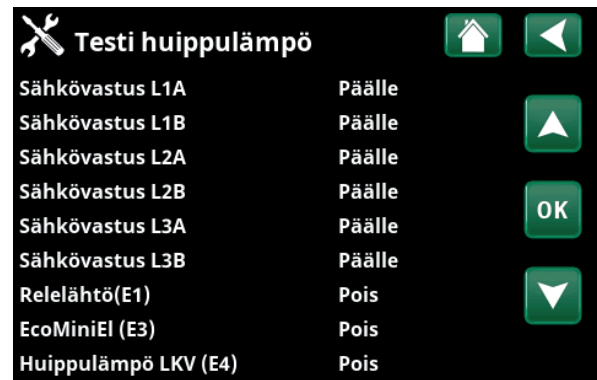 Testi huippulämpö
Sähkövastus L1A Päälle
Sähkövastus L1B Päälle
Sähkövastus L2A Päälle
Sähkövastus L2B Päälle
Sähkövastus L3A Päälle
OK
Sähkövastus L3B Päälle
Relelähtö(E1) Pois
EcoMiniEl (E3) Pois
Huippulämpö LKV (E4) Pois